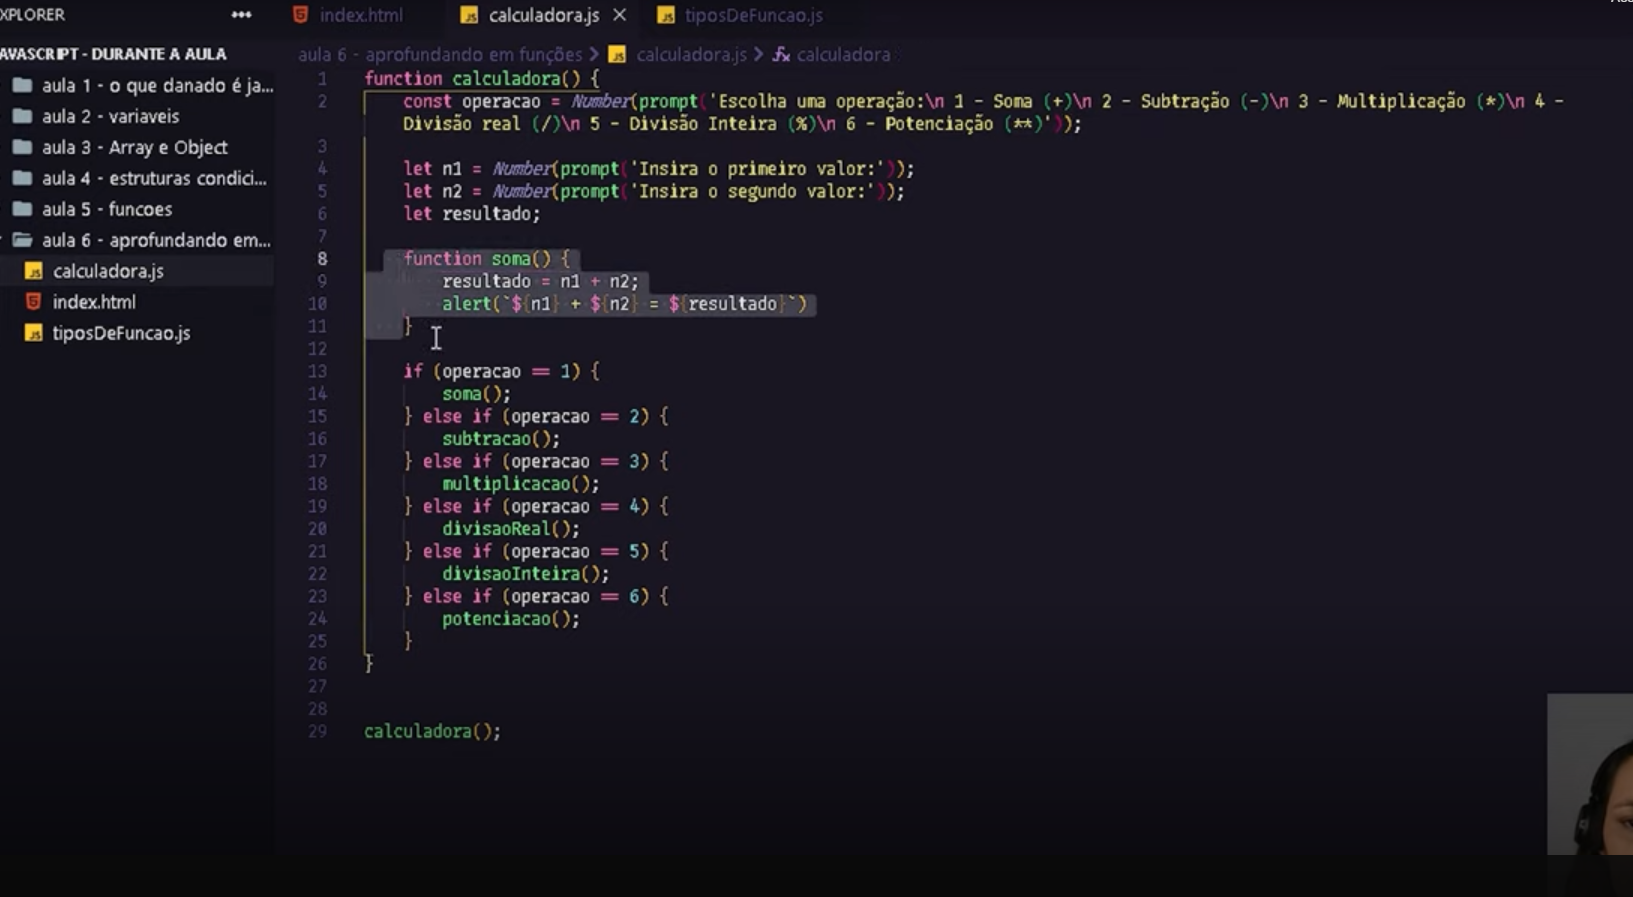 XPLORER
index.html
calculadora.js
tiposDeFuncao.js
AVASCRIPT - DURANTE A AULA
aula 1 - o que danado é ja...
aula 2 - variaveis
aula 3 - Array e Object
aula 4 - estruturas condici...
aula 5 - funcoes
aula 6 - aprofundando em...
calculadora.js
index.html
tiposDeFuncao.js
aula 6 - aprofundando em funções > calculadora.js > calculadora
1 function calculadora() {
2 const operacao = Number(prompt('Escolha uma operação:\n 1 - Soma (+)\n 2 - Subtração (-)\n 3 - Multiplicação (*)\n 4 -
Divisão real (/)\n 5 - Divisão Inteira (%)\n 6 - Potenciação (**)'));
3
4 let n1 = Number(prompt('Insira o primeiro valor:'));
5 let n2 = Number(prompt('Insira o segundo valor:'));
6 let resultado;
7
8 function soma() {
9 resultado = n1 + n2;
10 alert(`${n1} + ${n2} = ${resultado}`)
11 }
12
13 if (operacao == 1) {
14 soma();
15 } else if (operacao == 2) {
16 subtracao();
17 } else if (operacao == 3) {
18 multiplicacao();
19 } else if (operacao == 4) {
20 divisaoReal();
21 } else if (operacao == 5) {
22 divisaoInteira();
23 } else if (operacao == 6) {
24 potenciacao();
25 }
26 }
27
28
29 calculadora();